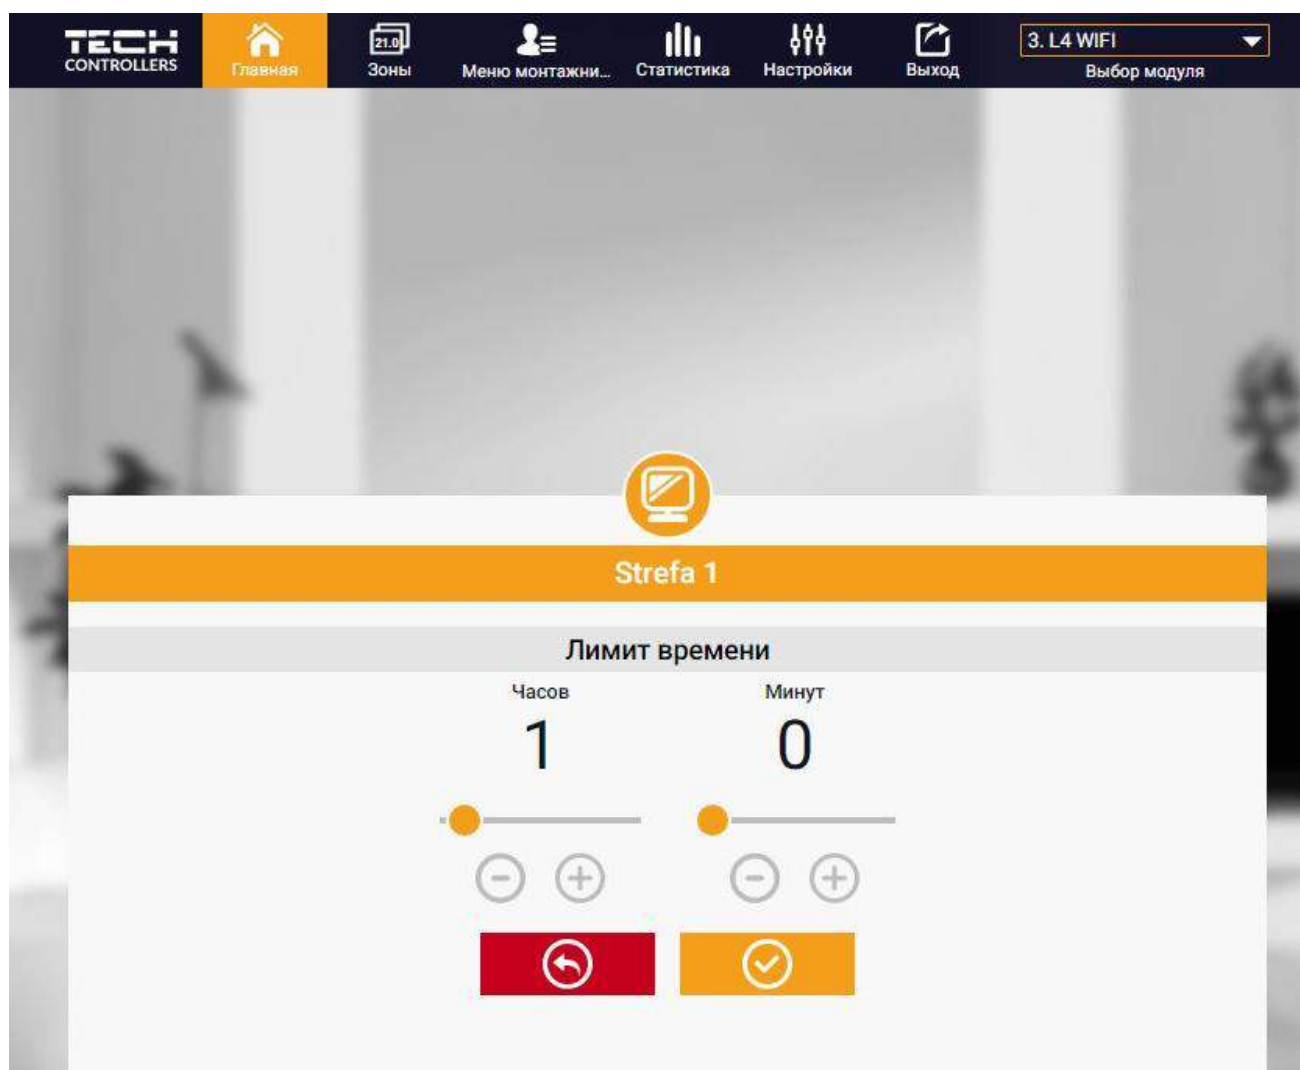 TECH
CONTROLLERS
Главная
21.0
Зоны
Меню монтажни...
Статистика
Настройки
Выход
3. L4 WIFI
Выбор модуля
Strefa 1
Лимит времени
Часов Минут
1 0